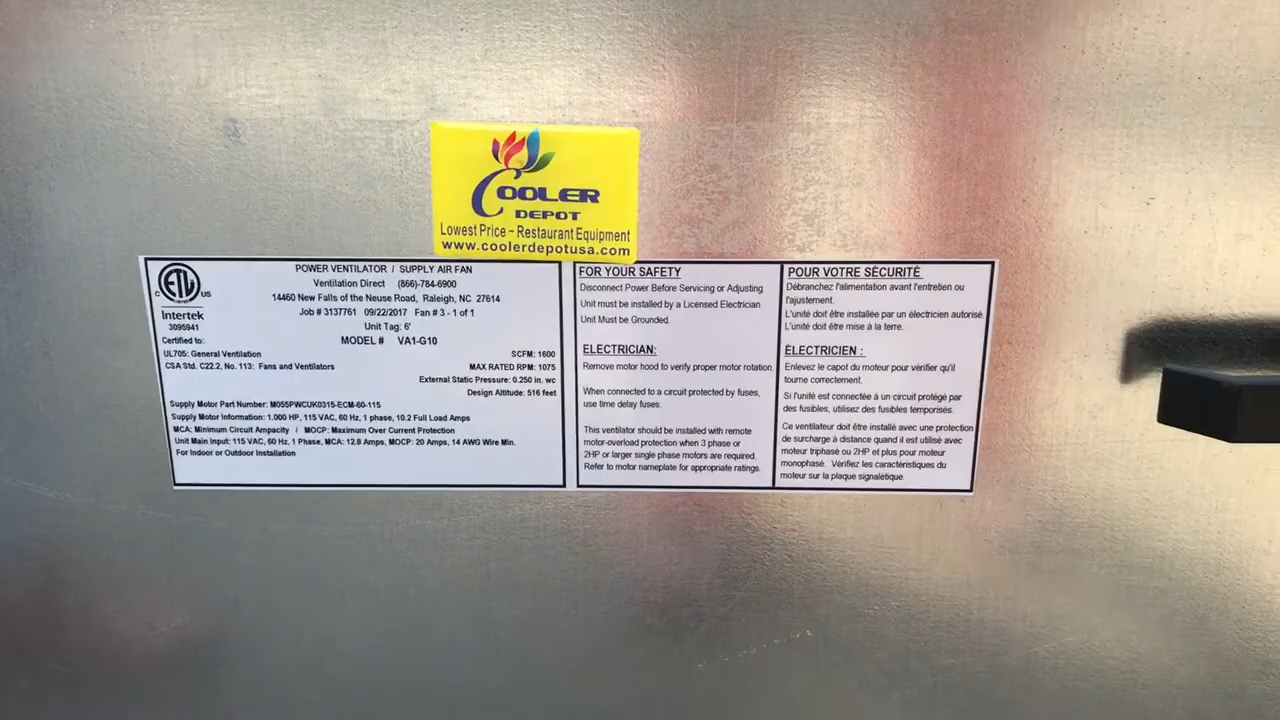 COOLER
DEPOT
Lowest Price - Restaurant Equipment
www.coolerdepotusa.com
C ETL US
Intertek
3095941
Certified to:
UL705: General Ventilation
CSA Std. C22.2, No. 113: Fans and Ventilators
POWER VENTILATOR / SUPPLY AIR FAN
Ventilation Direct (866)-784-6900
14460 New Falls of the Neuse Road, Raleigh, NC 27614
Job # 3137761 09/22/2017 Fan # 3 - 1 of 1
Unit Tag: 6'
MODEL # VA1-G10
SCFM: 1600
MAX RATED RPM: 1075
External Static Pressure: 0.250 in. wc
Design Altitude: 516 feet
Supply Motor Part Number: M055PWCUK0315-ECM-60-115
Supply Motor Information: 1.000 HP, 115 VAC, 60 Hz, 1 phase, 10.2 Full Load Amps
MCA: Minimum Circuit Ampacity / MOCP: Maximum Over Current Protection
Unit Main Input: 115 VAC, 60 Hz, 1 Phase, MCA: 12.8 Amps, MOCP: 20 Amps, 14 AWG Wire Min.
For Indoor or Outdoor Installation
FOR YOUR SAFETY
Disconnect Power Before Servicing or Adjusting.
Unit must be installed by a Licensed Electrician.
Unit Must be Grounded.
ELECTRICIAN:
Remove motor hood to verify proper motor rotation.
When connected to a circuit protected by fuses,
use time delay fuses.
This ventilator should be installed with remote
motor-overload protection when 3 phase or
2HP or larger single phase motors are required.
Refer to motor nameplate for appropriate ratings.
POUR VOTRE SÉCURITÉ
Débranchez l'alimentation avant l'entretien ou
l'ajustement.
L'unité doit être installée par un électricien autorisé.
L'unité doit être mise à la terre.
ÉLECTRICIEN :
Enlevez le capot du moteur pour vérifier qu'il
tourne correctement.
Si l'unité est connectée à un circuit protégé par
des fusibles, utilisez des fusibles temporisés.
Ce ventilateur doit être installé avec une protection
de surcharge à distance quand il est utilisé avec
moteur triphasé ou 2HP et plus pour moteur
monophasé. Vérifiez les caractéristiques du
moteur sur la plaque signalétique.